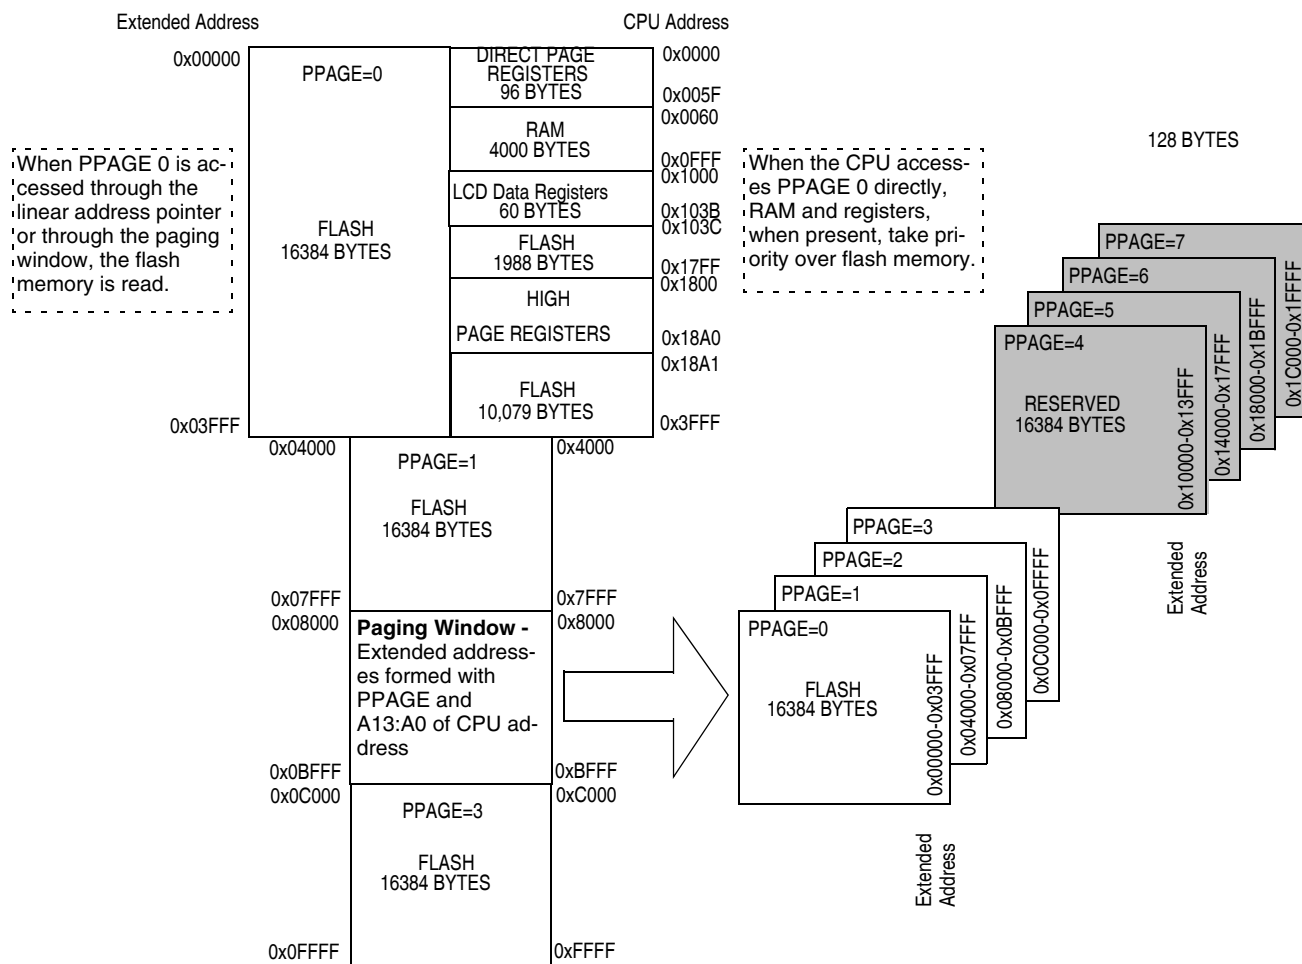 Extended Address
CPU Address
0x00000
PPAGE=0
FLASH
16384 BYTES
0x03FFF
DIRECT PAGE
REGISTERS
96 BYTES
0x0000
0x005F
RAM
4000 BYTES
0x0060
0x0FFF
LCD Data Registers
60 BYTES
0x1000
0x103B
FLASH
1988 BYTES
0x103C
0x17FF
HIGH
PAGE REGISTERS
0x1800
0x18A0
FLASH
10,079 BYTES
0x18A1
0x3FFF
When PPAGE 0 is ac-
cessed through the
linear address pointer
or through the paging
window, the flash
memory is read.
When the CPU access-
es PPAGE 0 directly,
RAM and registers,
when present, take pri-
ority over flash memory.
0x04000
0x4000
PPAGE=1
FLASH
16384 BYTES
0x07FFF
0x7FFF
0x08000
0x8000
Paging Window -
Extended address-
es formed with
PPAGE and
A13:A0 of CPU ad-
dress
0x0BFFF
0xBFFF
0x0C000
0xC000
PPAGE=3
FLASH
16384 BYTES
0x0FFFF
0xFFFF
128 BYTES
PPAGE=7
0x1C000-0x1FFFF
PPAGE=6
0x18000-0x1BFFF
PPAGE=5
0x14000-0x17FFF
PPAGE=4
RESERVED
16384 BYTES
0x10000-0x13FFF
Extended
Address
PPAGE=3
0x0C000-0x0FFFF
PPAGE=2
0x08000-0x0BFFF
PPAGE=1
0x04000-0x07FFF
PPAGE=0
FLASH
16384 BYTES
0x00000-0x03FFF
Extended
Address